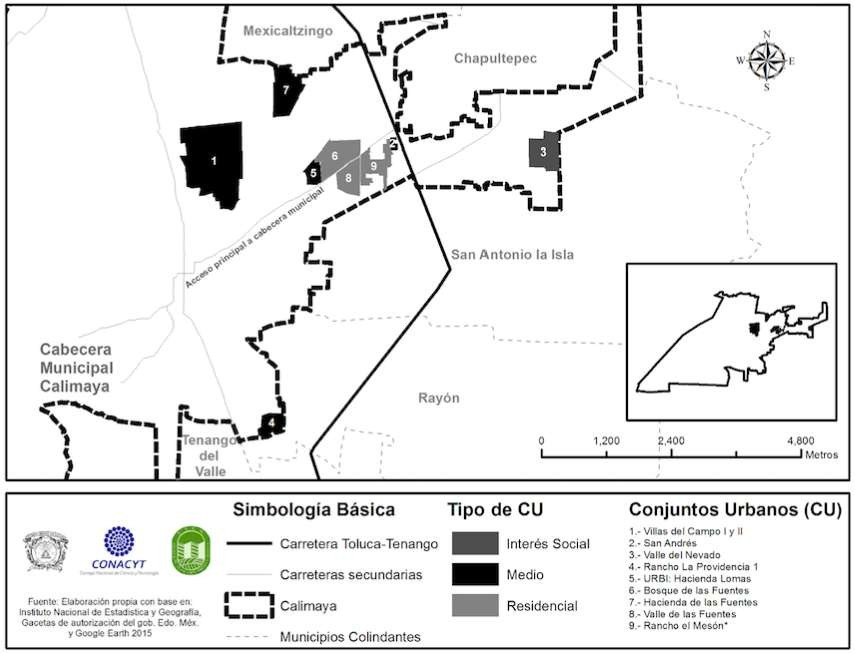 Mexicaltzingo
Chapultepec
N
W
E
S
7
1
6
5
8
9
2
3
Acceso principal a cabecera municipal
San Antonio la Isla
Cabecera
Municipal
Calimaya
Rayón
4
Tenango
del
Valle
0 1,200 2,400 4,800
Metros
CONACYT
Fuente: Elaboración propia con base en:
Instituto Nacional de Estadística y Geografía,
Gacetas de autorización del gob. Edo. Méx.
y Google Earth 2015
Simbología Básica
Carretera Toluca-Tenango
Carreteras secundarias
Calimaya
Municipios Colindantes
Tipo de CU
Interés Social
Medio
Residencial
Conjuntos Urbanos (CU)
1.- Villas del Campo I y II
2.- San Andrés
3.- Valle del Nevado
4.- Rancho La Providencia 1
5.- URBI: Hacienda Lomas
6.- Bosque de las Fuentes
7.- Hacienda de las Fuentes
8.- Valle de las Fuentes
9.- Rancho el Mesón*